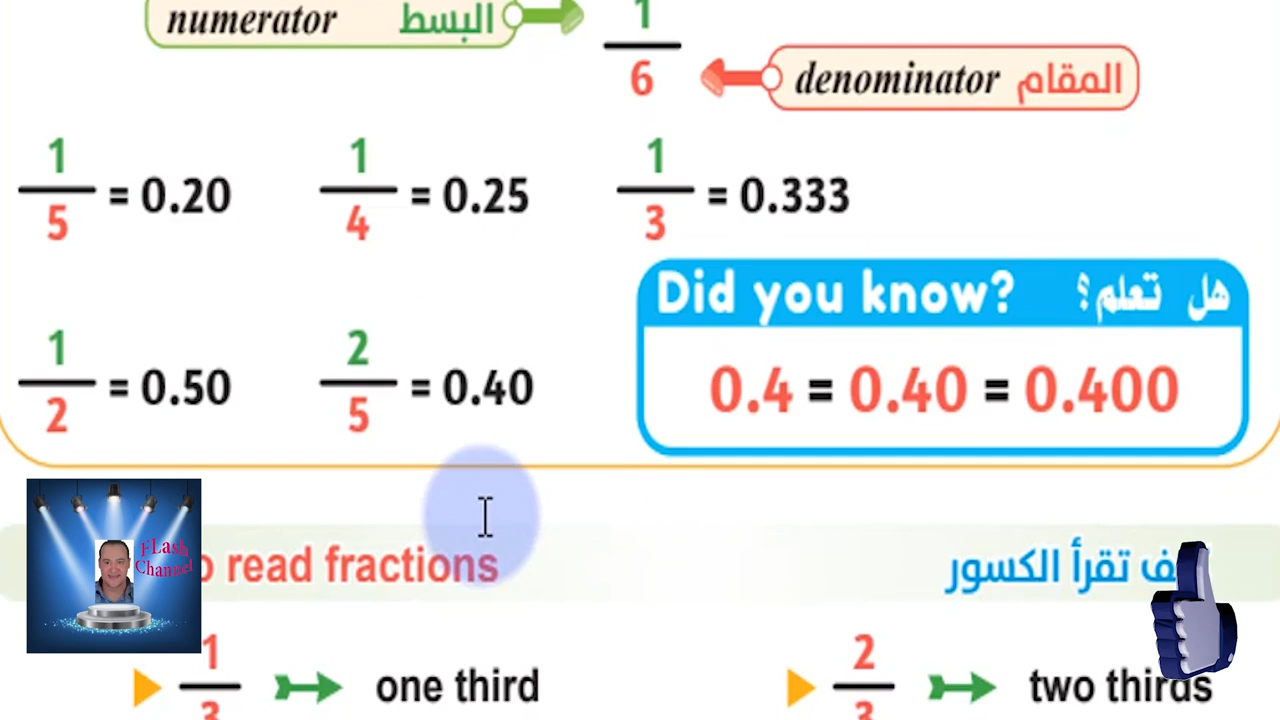 numerator البسط
1
6
denominator المقام
1/5 = 0.20 1/4 = 0.25 1/3 = 0.333
Did you know? هل تعلم؟
1/2 = 0.50 2/5 = 0.40
0.4 = 0.40 = 0.400
FLash
Channel
read fractions تقرأ الكسور
1/3 one third 2/3 two thirds